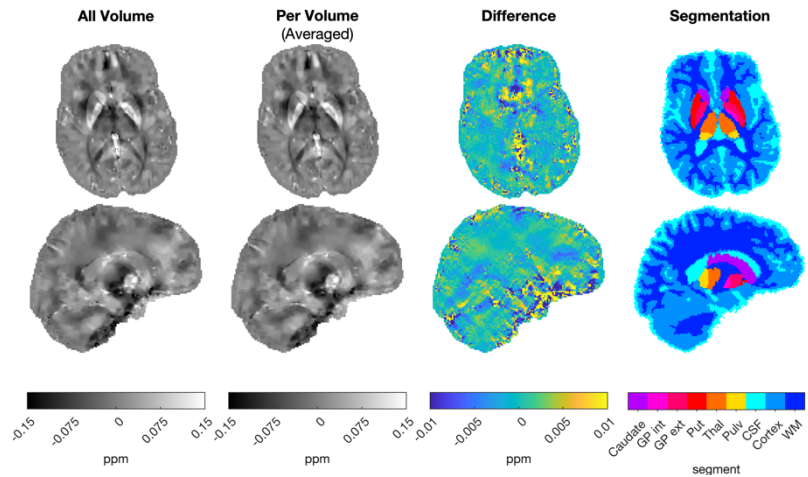 All Volume
Per Volume
(Averaged)
Difference
Segmentation
-0.15 -0.075 0 0.075 0.15
ppm
-0.15 -0.075 0 0.075 0.15
ppm
-0.01 -0.005 0 0.005 0.01
ppm
Caudate GP int GP ext Put Thal Pulv CSF Cortex WM
segment